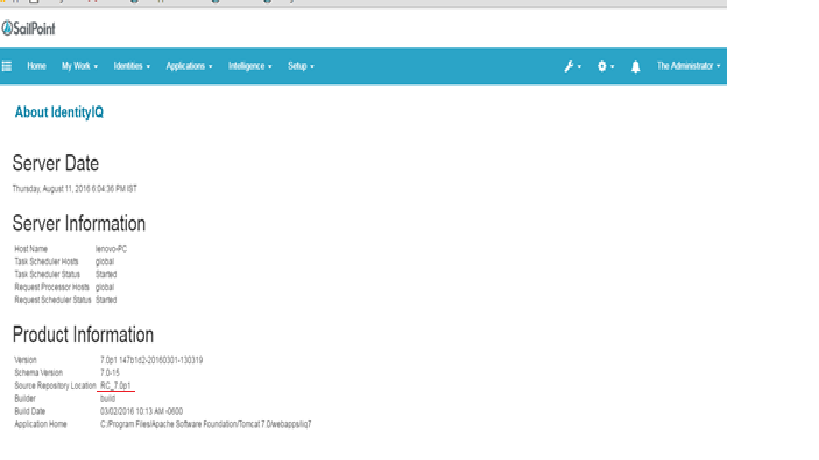 SailPoint
Home My Work Identities Applications Intelligence Setup The Administrator
About IdentityIQ
Server Date
Thursday, August 11, 2016 6:04:36 PM IST
Server Information
Host Name lenovo-PC
Task Scheduler Hosts global
Task Scheduler Status Started
Request Processor Hosts global
Request Scheduler Status Started
Product Information
Version 7.0p1 147b1d2-20160301-130319
Schema Version 7.0-15
Source Repository Location RC_7.0p1
Builder build
Build Date 03/02/2016 10:13 AM -0600
Application Home C:/Program Files/Apache Software Foundation/Tomcat 7.0/webapps/iiq7